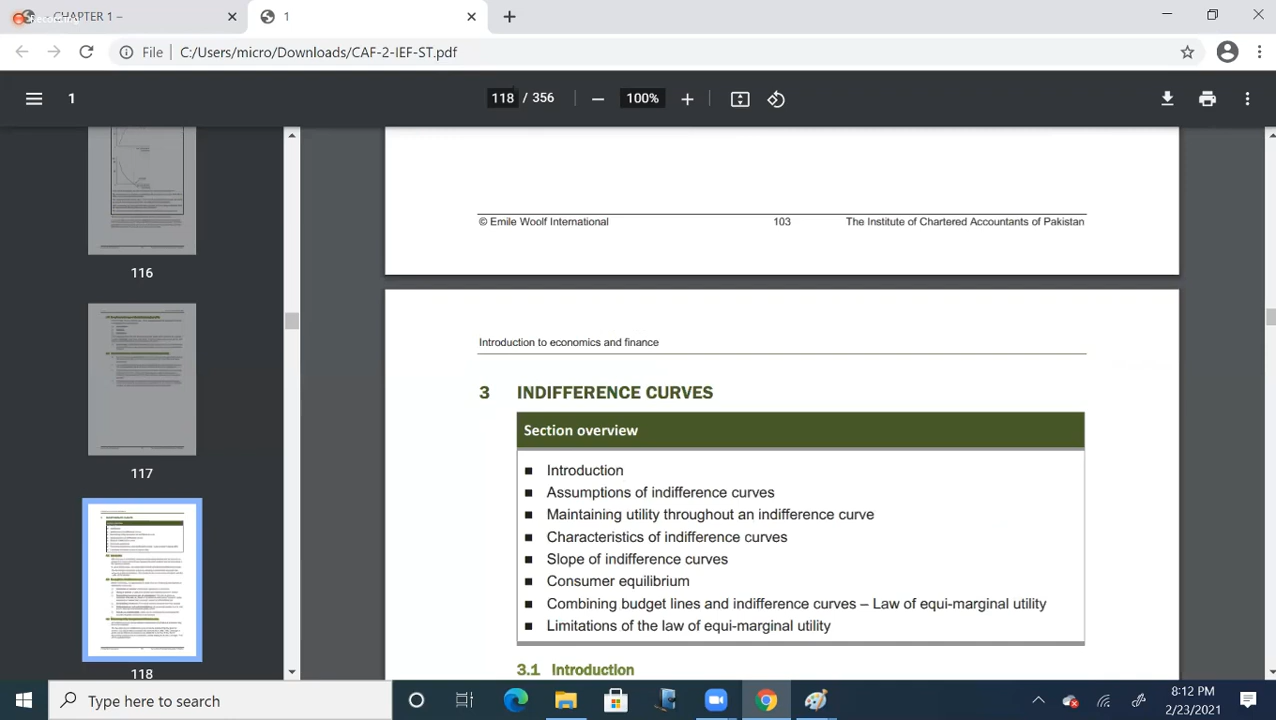 Recording
CHAPTER 1 –
1
File
C:/Users/micro/Downloads/CAF-2-IEF-ST.pdf
1
118 / 356
100%
116
117
118
© Emile Woolf International
103
The Institute of Chartered Accountants of Pakistan
Introduction to economics and finance
3 INDIFFERENCE CURVES
Section overview
■ Introduction
■ Assumptions of indifference curves
■ Maintaining utility throughout an indifference curve
■ Characteristics of indifference curves
■ Slope of indifference curves
■ Consumer equilibrium
■ Combining budget lines and indifference curves – Law of equi-marginal utility
■ Limitations of the law of equi-marginal utility
3.1 Introduction
Type here to search
8:12 PM
2/23/2021